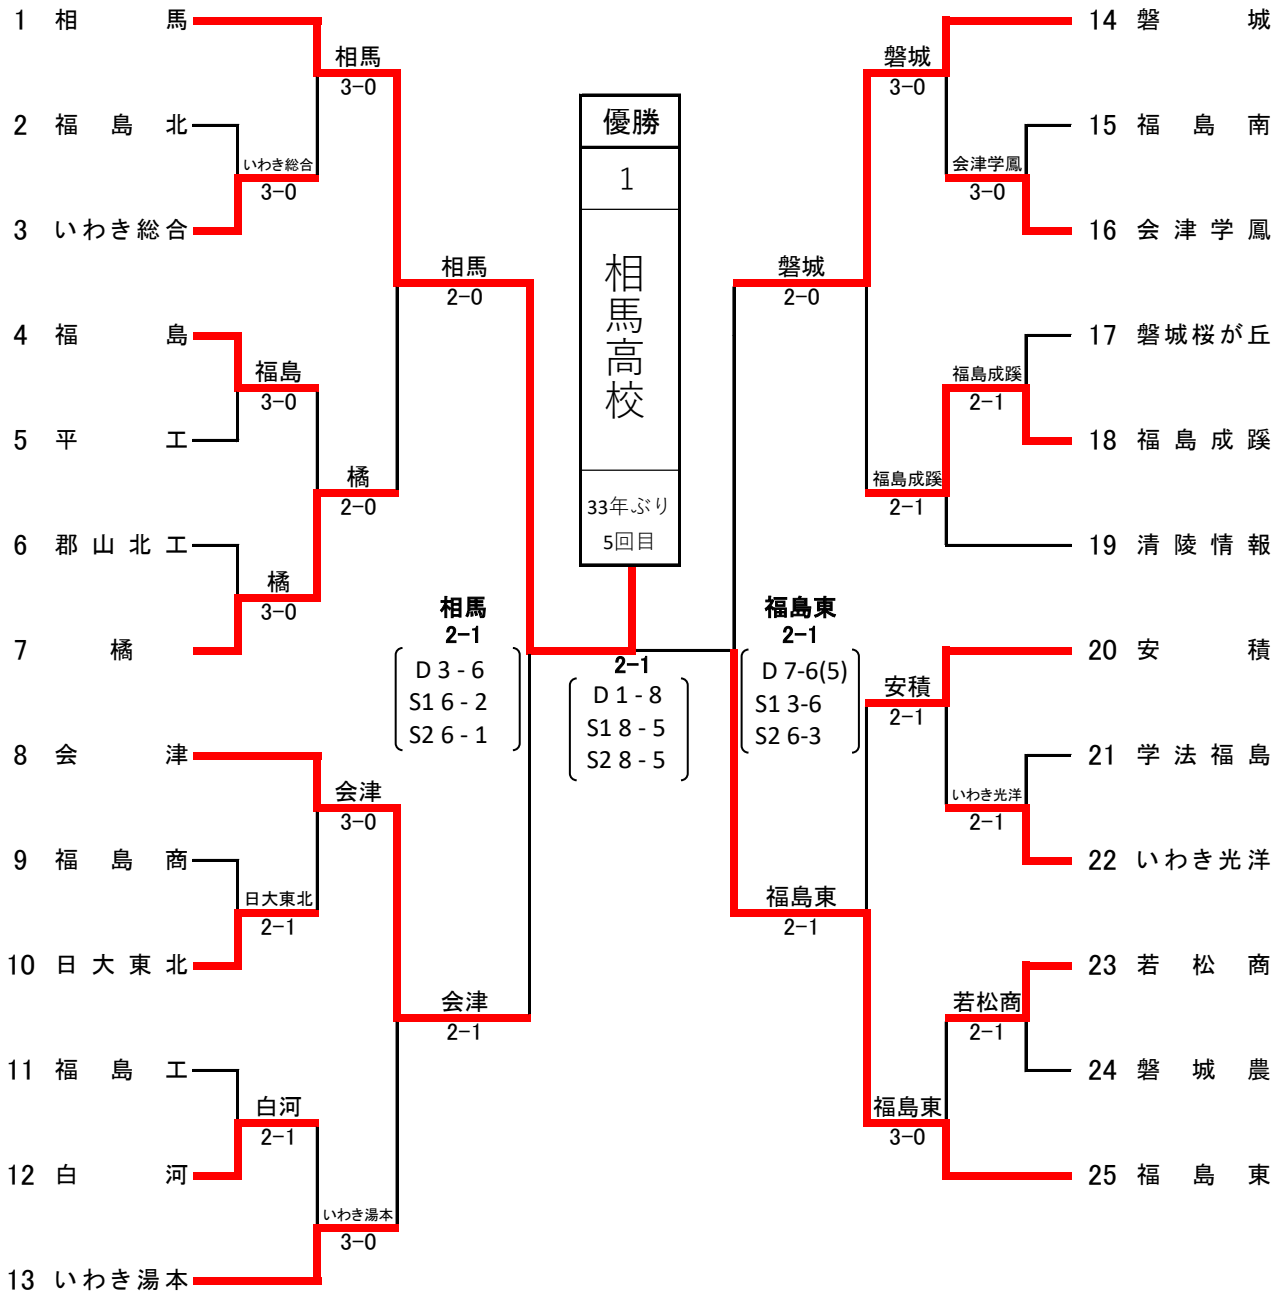 1 相馬
2 福島北
3 いわき総合
4 福島
5 平工
6 郡山北工
7 橘
8 会津
9 福島商
10 日大東北
11 福島工
12 白河
13 いわき湯本
いわき総合
3-0
福島
3-0
橘
3-0
日大東北
2-1
白河
2-1
相馬
3-0
橘
2-0
会津
3-0
いわき湯本
3-0
相馬
2-0
会津
2-1
相馬
2-1
D 3 - 6
S1 6 - 2
S2 6 - 1
優勝
1
相馬高校
33年ぶり
5回目
2-1
D 1 - 8
S1 8 - 5
S2 8 - 5
福島東
2-1
D 7-6(5)
S1 3-6
S2 6-3
磐城
2-0
福島東
2-1
磐城
3-0
福島成蹊
2-1
安積
2-1
福島東
3-0
会津学鳳
3-0
福島成蹊
2-1
いわき光洋
2-1
若松商
2-1
14 磐城
15 福島南
16 会津学鳳
17 磐城桜が丘
18 福島成蹊
19 清陵情報
20 安積
21 学法福島
22 いわき光洋
23 若松商
24 磐城農
25 福島東